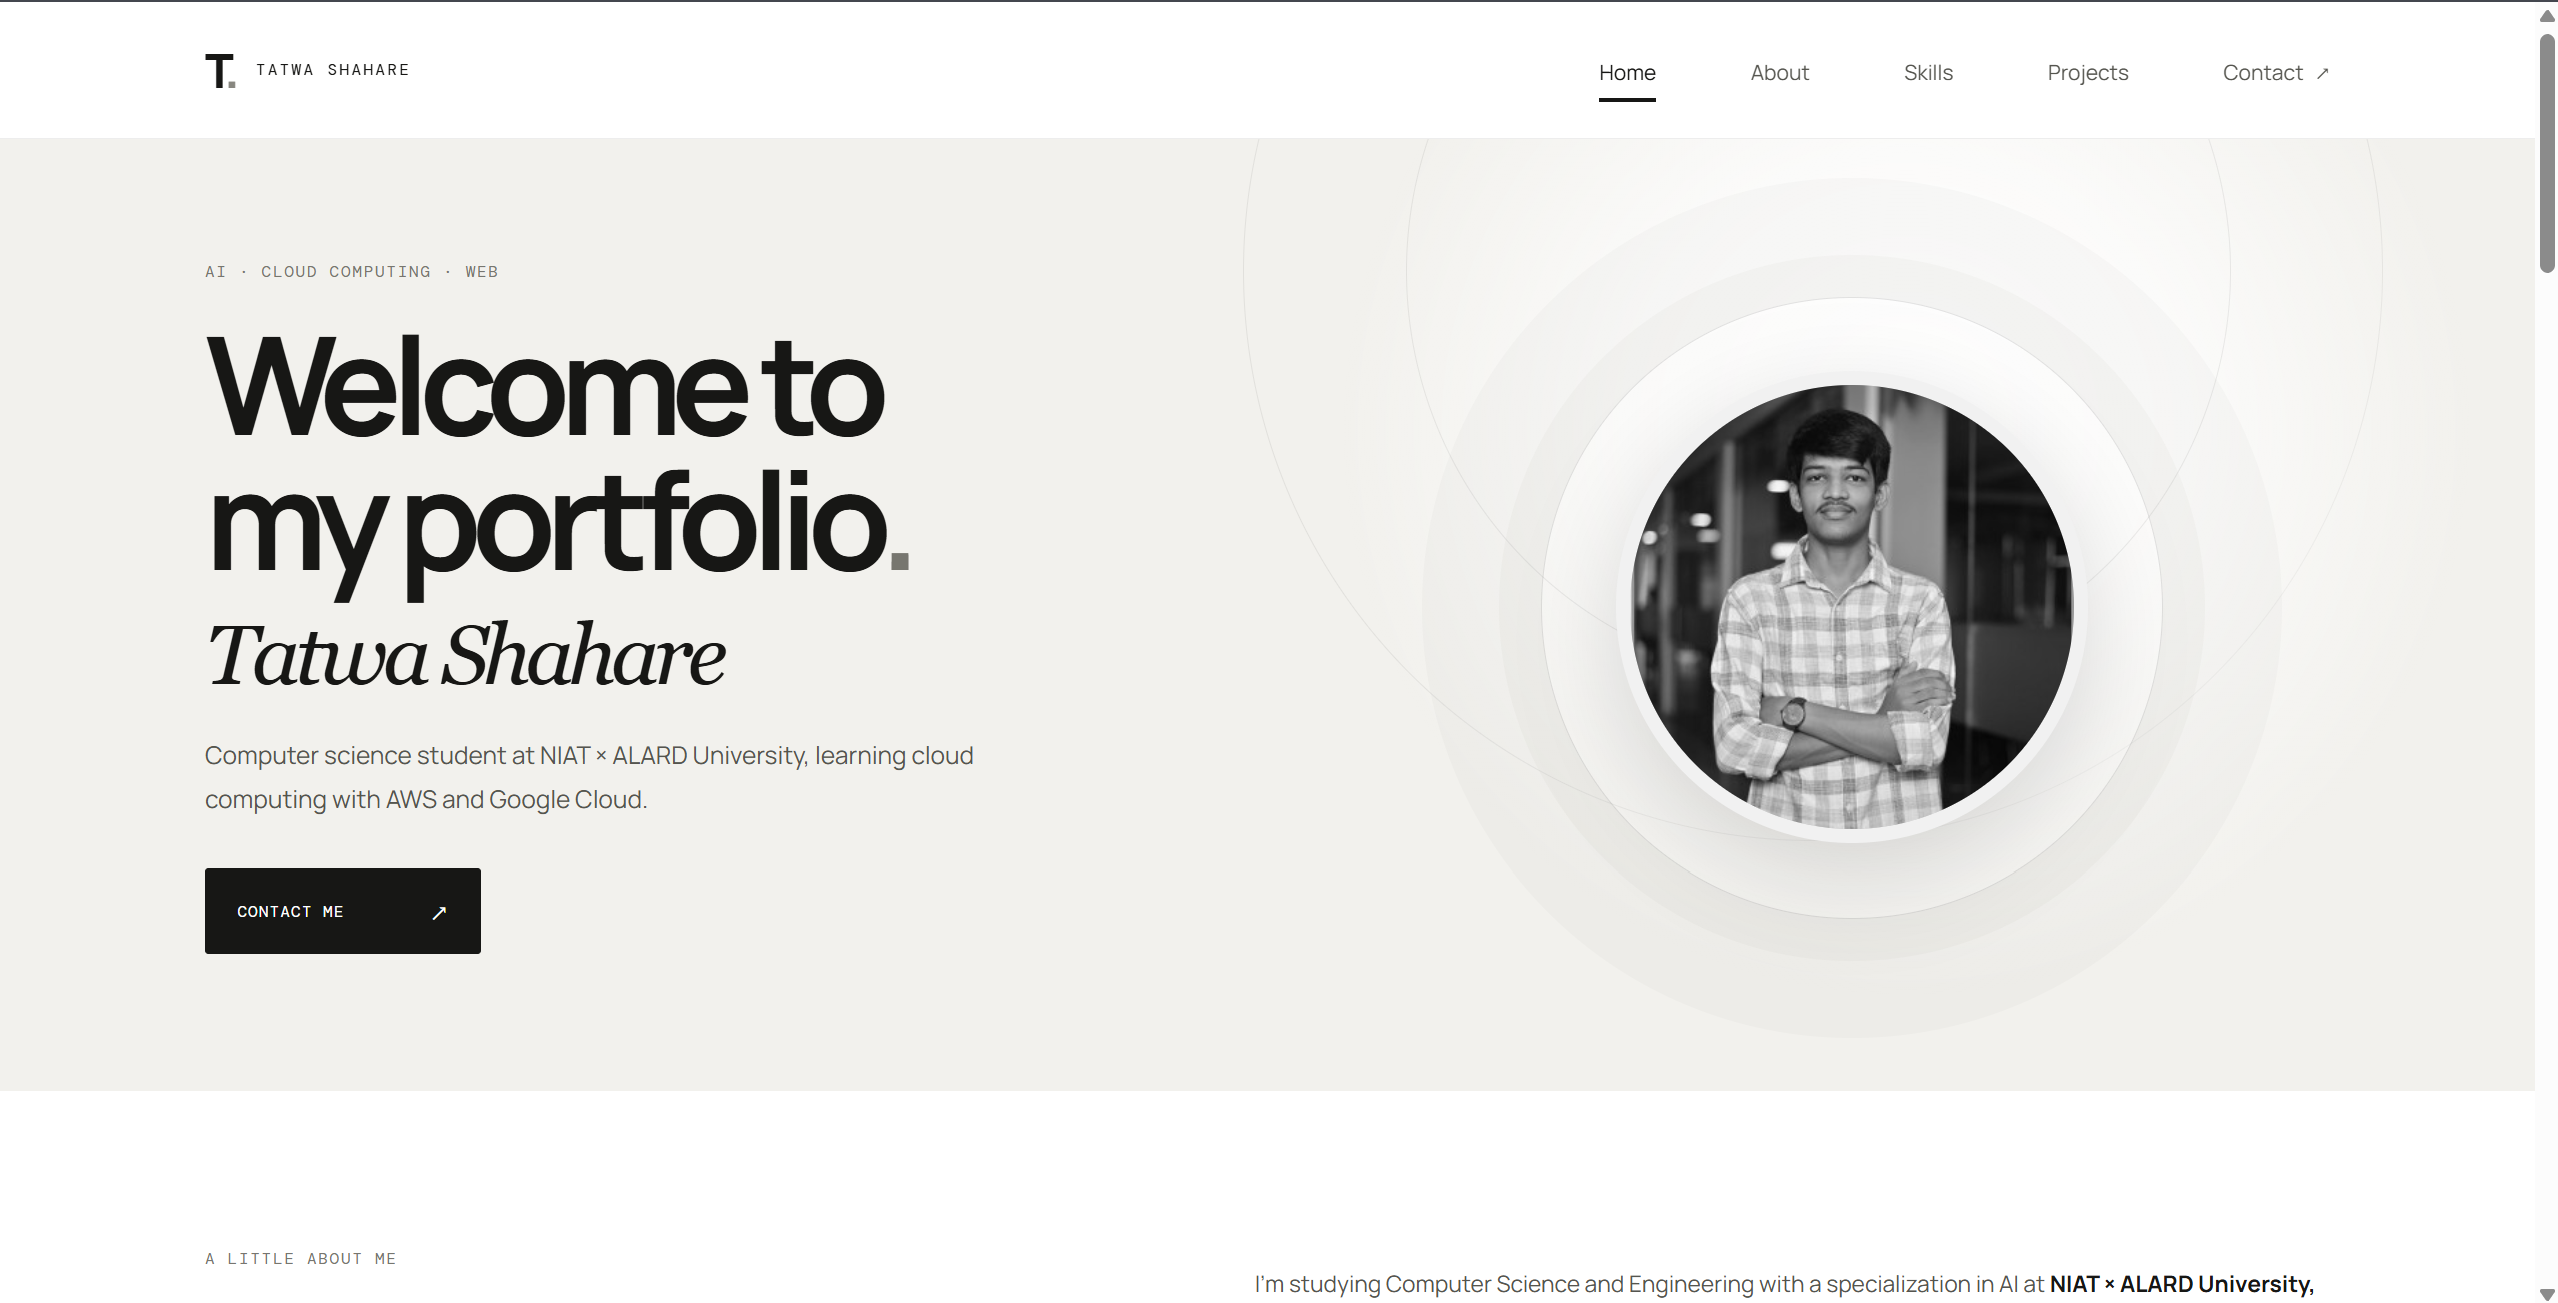 T. TATWA SHAHARE
Home About Skills Projects Contact ↗
AI · CLOUD COMPUTING · WEB
Welcome to
my portfolio.
Tatwa Shahare
Computer science student at NIAT × ALARD University, learning cloud
computing with AWS and Google Cloud.
CONTACT ME ↗
A LITTLE ABOUT ME
I’m studying Computer Science and Engineering with a specialization in AI at NIAT × ALARD University,